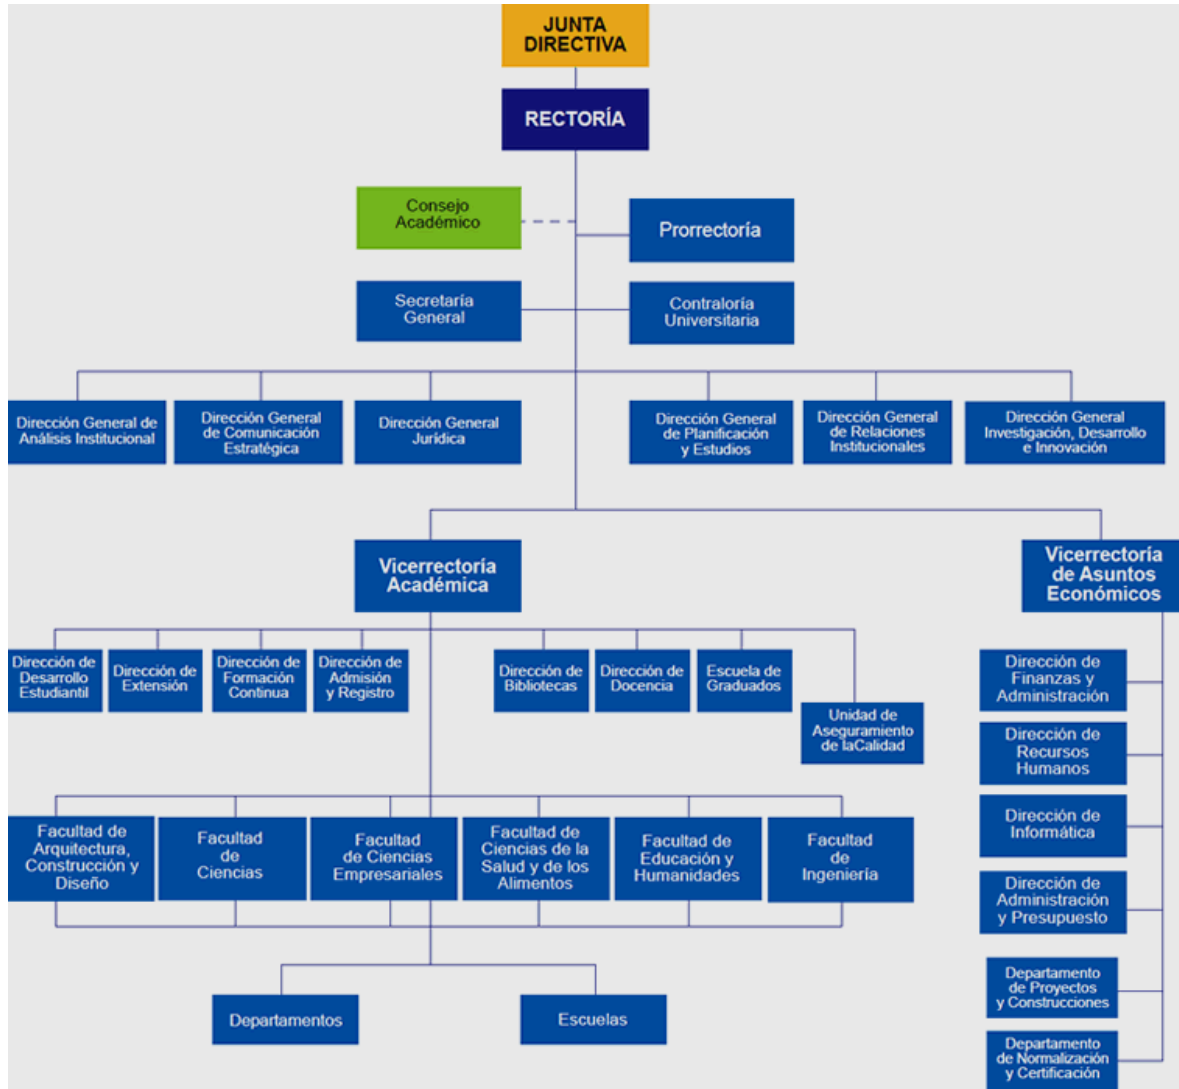 JUNTA
DIRECTIVA
RECTORÍA
Consejo
Académico
Prorrectoría
Secretaría
General
Contraloría
Universitaria
Dirección General de
Análisis Institucional
Dirección General
de Comunicación
Estratégica
Dirección General
Jurídica
Dirección General
de Planificación
y Estudios
Dirección General
de Relaciones
Institucionales
Dirección General
Investigación, Desarrollo
e Innovación
Vicerrectoría
Académica
Vicerrectoría
de Asuntos
Económicos
Dirección de
Desarrollo
Estudiantil
Dirección de
Extensión
Dirección de
Formación
Continua
Dirección de
Admisión
y Registro
Dirección de
Bibliotecas
Dirección de
Docencia
Escuela de
Graduados
Unidad de
Aseguramiento
de laCalidad
Dirección de
Finanzas y
Administración
Dirección de
Recursos
Humanos
Dirección de
Informática
Dirección de
Administración
y Presupuesto
Departamento
de Proyectos
y Construcciones
Departamento
de Normalización
y Certificación
Facultad de
Arquitectura,
Construcción y
Diseño
Facultad
de
Ciencias
Facultad
de Ciencias
Empresariales
Facultad de
Ciencias de la
Salud y de los
Alimentos
Facultad de
Educación y
Humanidades
Facultad
de
Ingeniería
Departamentos
Escuelas